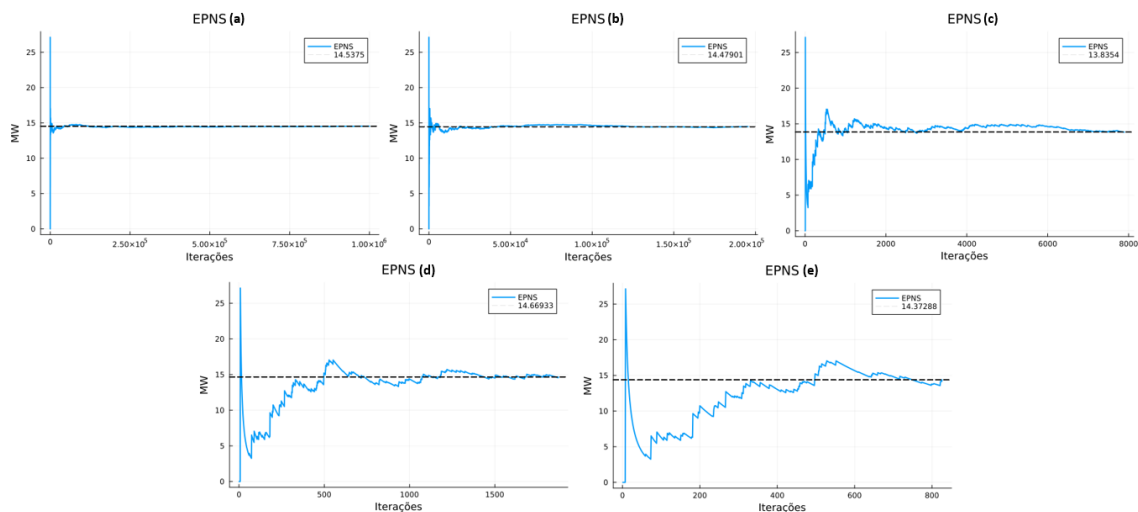 EPNS (a)
EPNS
14.5375
25
20
15
10
5
0
MW
0
2.50×10⁵
5.00×10⁵
7.50×10⁵
1.00×10⁶
Iterações
EPNS (b)
EPNS
14.47901
25
20
15
10
5
0
MW
0
5.00×10⁴
1.00×10⁵
1.50×10⁵
2.00×10⁵
Iterações
EPNS (c)
EPNS
13.8354
25
20
15
10
5
0
MW
0
2000
4000
6000
8000
Iterações
EPNS (d)
EPNS
14.66933
25
20
15
10
5
0
MW
0
500
1000
1500
Iterações
EPNS (e)
EPNS
14.37288
25
20
15
10
5
0
MW
0
200
400
600
800
Iterações